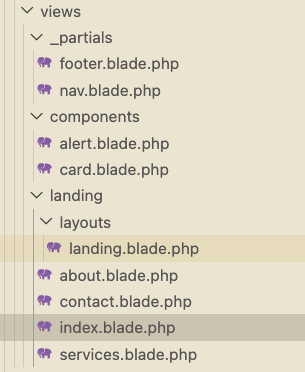 views
_partials
footer.blade.php
nav.blade.php
components
alert.blade.php
card.blade.php
landing
layouts
landing.blade.php
about.blade.php
contact.blade.php
index.blade.php
services.blade.php